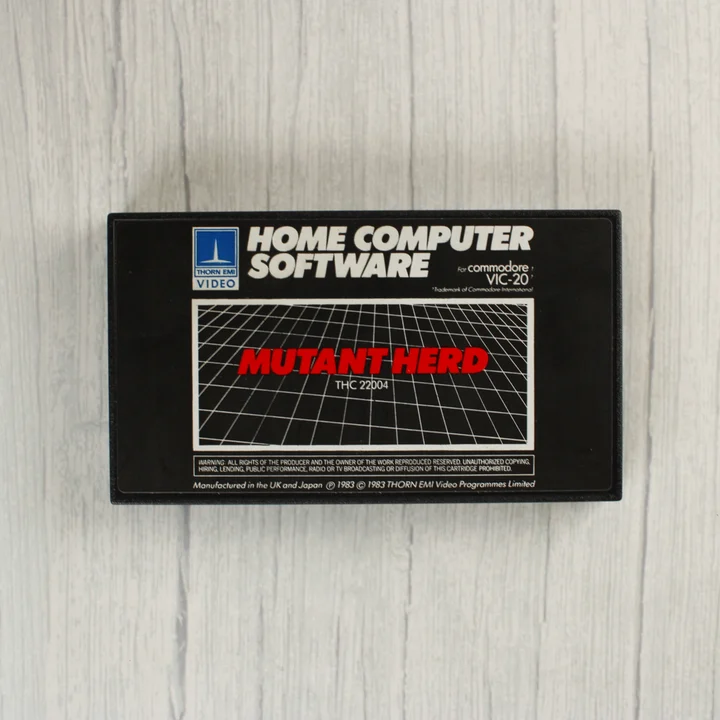 THORN EMI
VIDEO
HOME COMPUTER
SOFTWARE
For commodore †
VIC-20
*Trademark of Commodore International
MUTANT HERD
THC 22004
WARNING: ALL RIGHTS OF THE PRODUCER AND THE OWNER OF THE WORK REPRODUCED RESERVED. UNAUTHORIZED COPYING,
HIRING, LENDING, PUBLIC PERFORMANCE, RADIO OR TV BROADCASTING OR DIFFUSION OF THIS CARTRIDGE PROHIBITED.
Manufactured in the UK and Japan ℗ 1983 © 1983 THORN EMI Video Programmes Limited